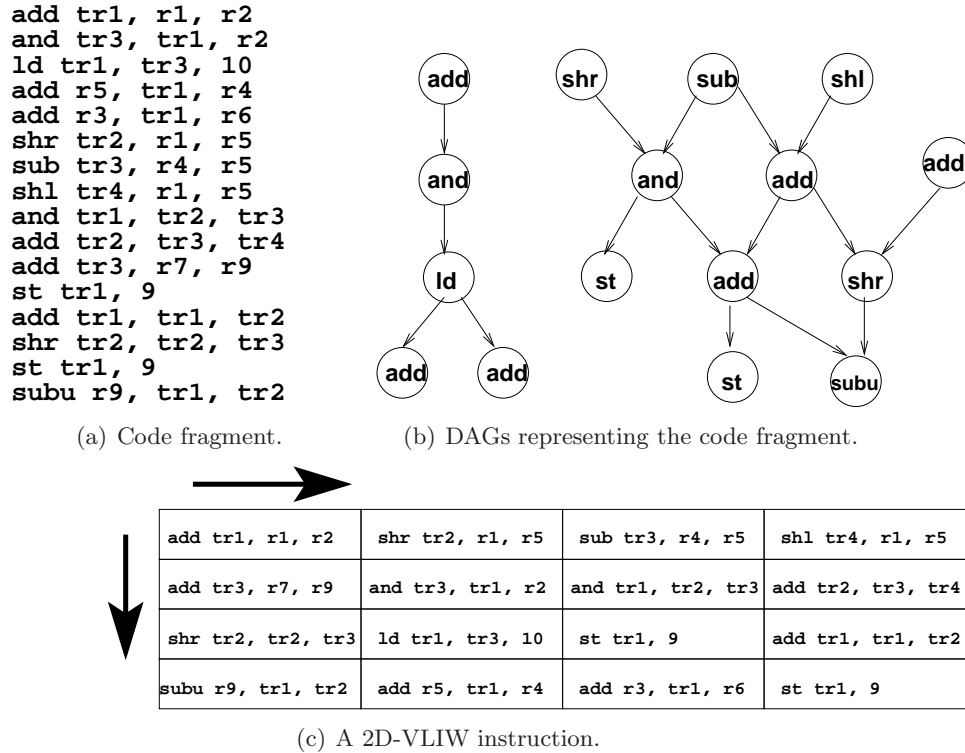 add tr1, r1, r2
and tr3, tr1, r2
ld tr1, tr3, 10
add r5, tr1, r4
add r3, tr1, r6
shr tr2, r1, r5
sub tr3, r4, r5
shl tr4, r1, r5
and tr1, tr2, tr3
add tr2, tr3, tr4
add tr3, r7, r9
st tr1, 9
add tr1, tr1, tr2
shr tr2, tr2, tr3
st tr1, 9
subu r9, tr1, tr2
(a) Code fragment.
add
and
ld
add add
shr sub shl
and add add
st add shr
st subu
(b) DAGs representing the code fragment.
add tr1, r1, r2 shr tr2, r1, r5 sub tr3, r4, r5 shl tr4, r1, r5
add tr3, r7, r9 and tr3, tr1, r2 and tr1, tr2, tr3 add tr2, tr3, tr4
shr tr2, tr2, tr3 ld tr1, tr3, 10 st tr1, 9 add tr1, tr1, tr2
subu r9, tr1, tr2 add r5, tr1, r4 add r3, tr1, r6 st tr1, 9
(c) A 2D-VLIW instruction.